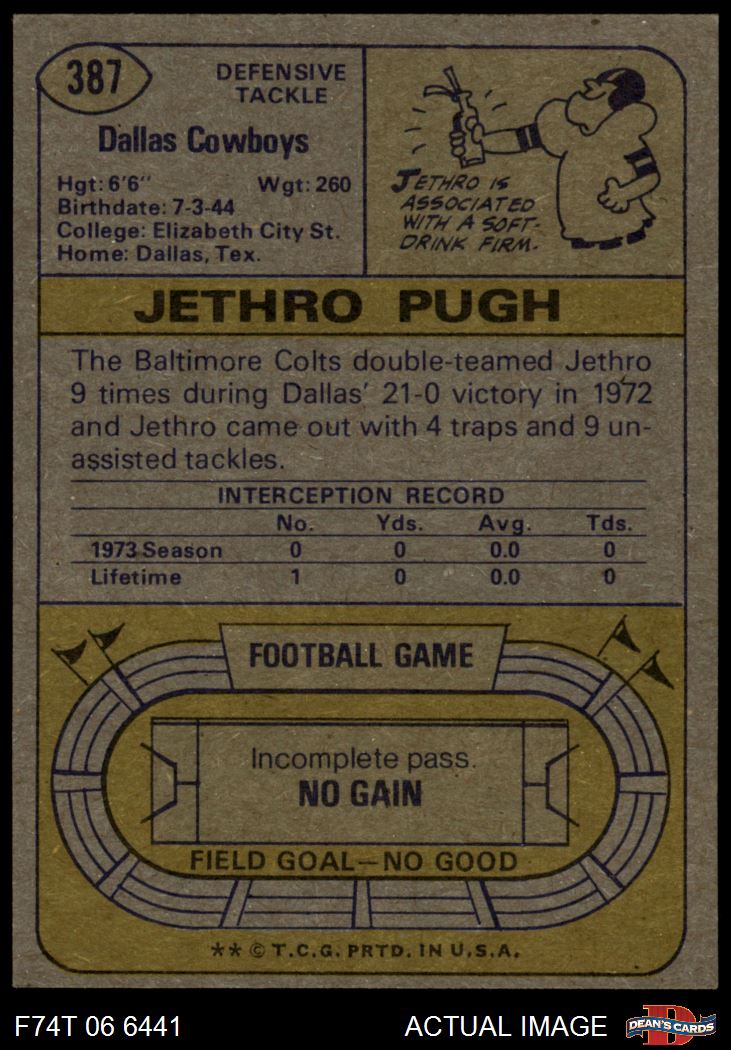 387
DEFENSIVE
TACKLE
Dallas Cowboys
Hgt: 6'6" Wgt: 260
Birthdate: 7-3-44
College: Elizabeth City St.
Home: Dallas, Tex.
JETHRO IS
ASSOCIATED
WITH A SOFT-
DRINK FIRM.
JETHRO PUGH
The Baltimore Colts double-teamed Jethro
9 times during Dallas' 21-0 victory in 1972
and Jethro came out with 4 traps and 9 un-
assisted tackles.
INTERCEPTION RECORD
No. Yds. Avg. Tds.
1973 Season 0 0 0.0 0
Lifetime 1 0 0.0 0
FOOTBALL GAME
Incomplete pass.
NO GAIN
FIELD GOAL—NO GOOD
** © T.C.G. PRTD. IN U.S.A.
F74T 06 6441 ACTUAL IMAGE DEAN'S CARDS